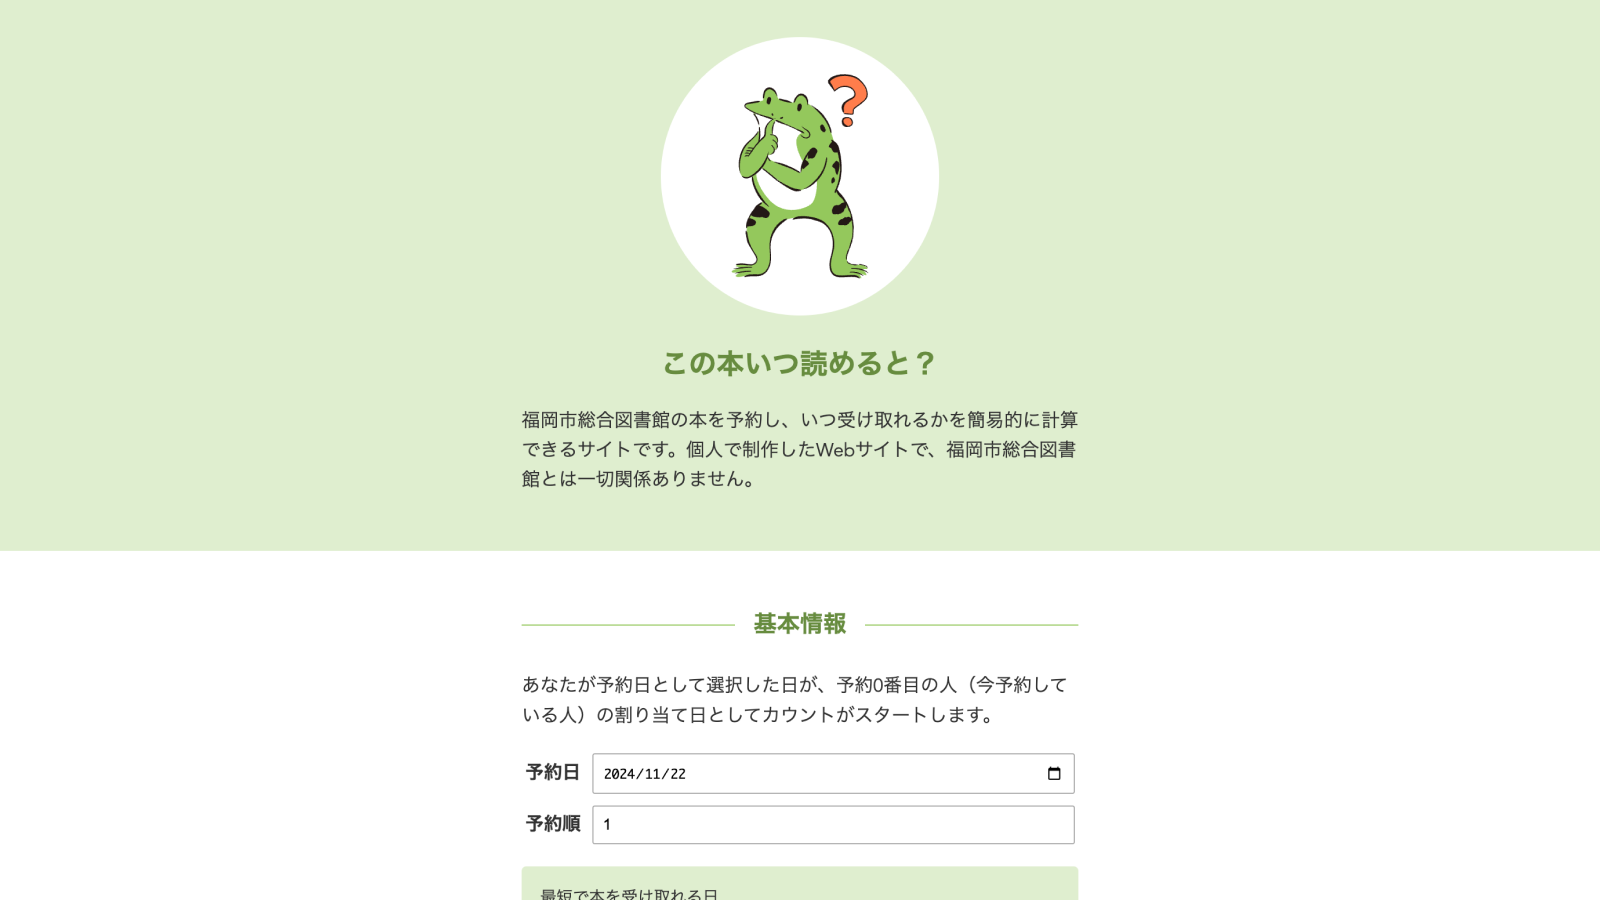 ?
この本いつ読めると？
福岡市総合図書館の本を予約し、いつ受け取れるかを簡易的に計算
できるサイトです。個人で制作したWebサイトで、福岡市総合図書
館とは一切関係ありません。
基本情報
あなたが予約日として選択した日が、予約0番目の人（今予約して
いる人）の割り当て日としてカウントがスタートします。
予約日 2024/11/22
予約順 1
最短で本を受け取れる日